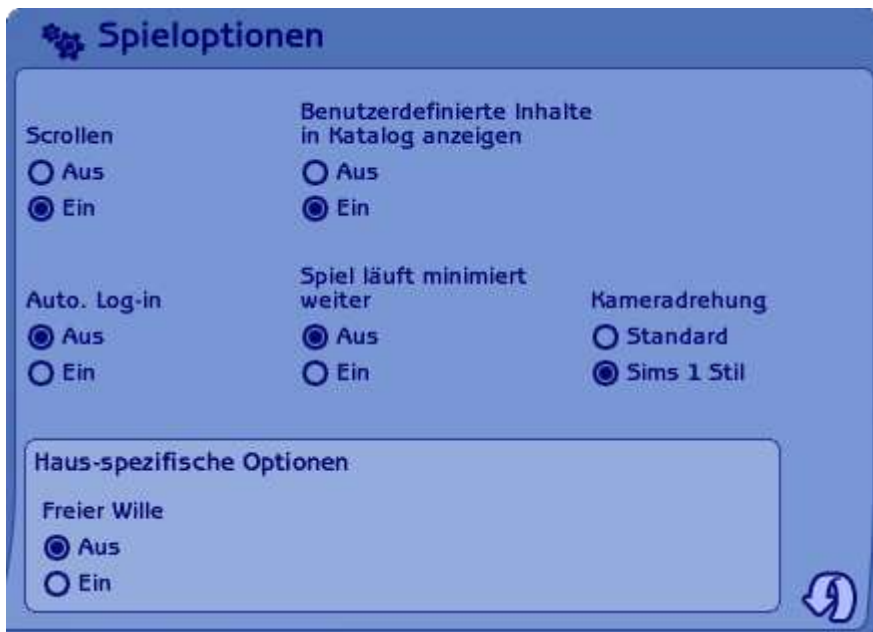 Spieloptionen
Scrollen
Aus
Ein
Benutzerdefinierte Inhalte
in Katalog anzeigen
Aus
Ein
Auto. Log-in
Aus
Ein
Spiel läuft minimiert
weiter
Aus
Ein
Kameradrehung
Standard
Sims 1 Stil
Haus-spezifische Optionen
Freier Wille
Aus
Ein